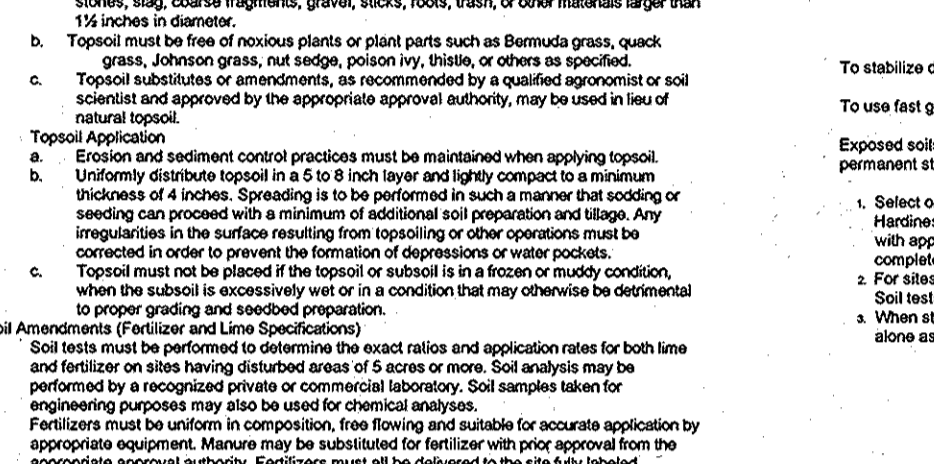 stones, slag, coarse fragments, gravel, sticks, roots, trash, or other materials larger than
1½ inches in diameter.
b. Topsoil must be free of noxious plants or plant parts such as Bermuda grass, quack
grass, Johnson grass, nut sedge, poison ivy, thistle, or others as specified.
c. Topsoil substitutes or amendments, as recommended by a qualified agronomist or soil
scientist and approved by the appropriate approval authority, may be used in lieu of
natural topsoil.
Topsoil Application
a. Erosion and sediment control practices must be maintained when applying topsoil.
b. Uniformly distribute topsoil in a 5 to 8 inch layer and lightly compact to a minimum
thickness of 4 inches. Spreading is to be performed in such a manner that sodding or
seeding can proceed with a minimum of additional soil preparation and tillage. Any
irregularities in the surface resulting from topsoiling or other operations must be
corrected in order to prevent the formation of depressions or water pockets.
c. Topsoil must not be placed if the topsoil or subsoil is in a frozen or muddy condition,
when the subsoil is excessively wet or in a condition that may otherwise be detrimental
to proper grading and seedbed preparation.
oil Amendments (Fertilizer and Lime Specifications)
Soil tests must be performed to determine the exact ratios and application rates for both lime
and fertilizer on sites having disturbed areas of 5 acres or more. Soil analysis may be
performed by a recognized private or commercial laboratory. Soil samples taken for
engineering purposes may also be used for chemical analyses.
Fertilizers must be uniform in composition, free flowing and suitable for accurate application by
appropriate equipment. Manure may be substituted for fertilizer with prior approval from the
appropriate approval authority. Fertilizers must all be delivered to the site fully labeled
To stabilize d
To use fast g
Exposed soils
permanent st
1. Select o
Hardines
with app
complete
2. For sites
Soil test
3. When st
alone as